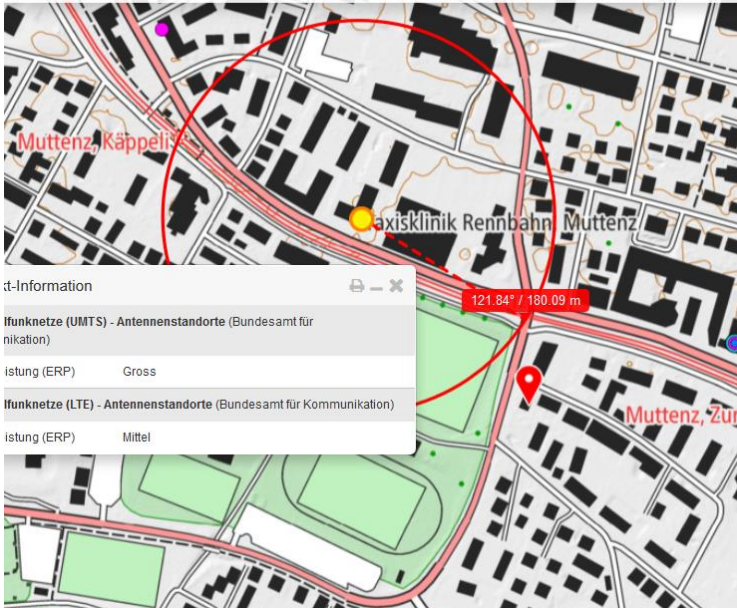 Muttenz, Käppeli
axisklinik Rennbahn, Muttenz
kt-Information
121.84° / 180.09 m
lfunknetze (UMTS) - Antennenstandorte (Bundesamt für
nikation)
istung (ERP) Gross
lfunknetze (LTE) - Antennenstandorte (Bundesamt für Kommunikation)
istung (ERP) Mittel
Muttenz, Zur